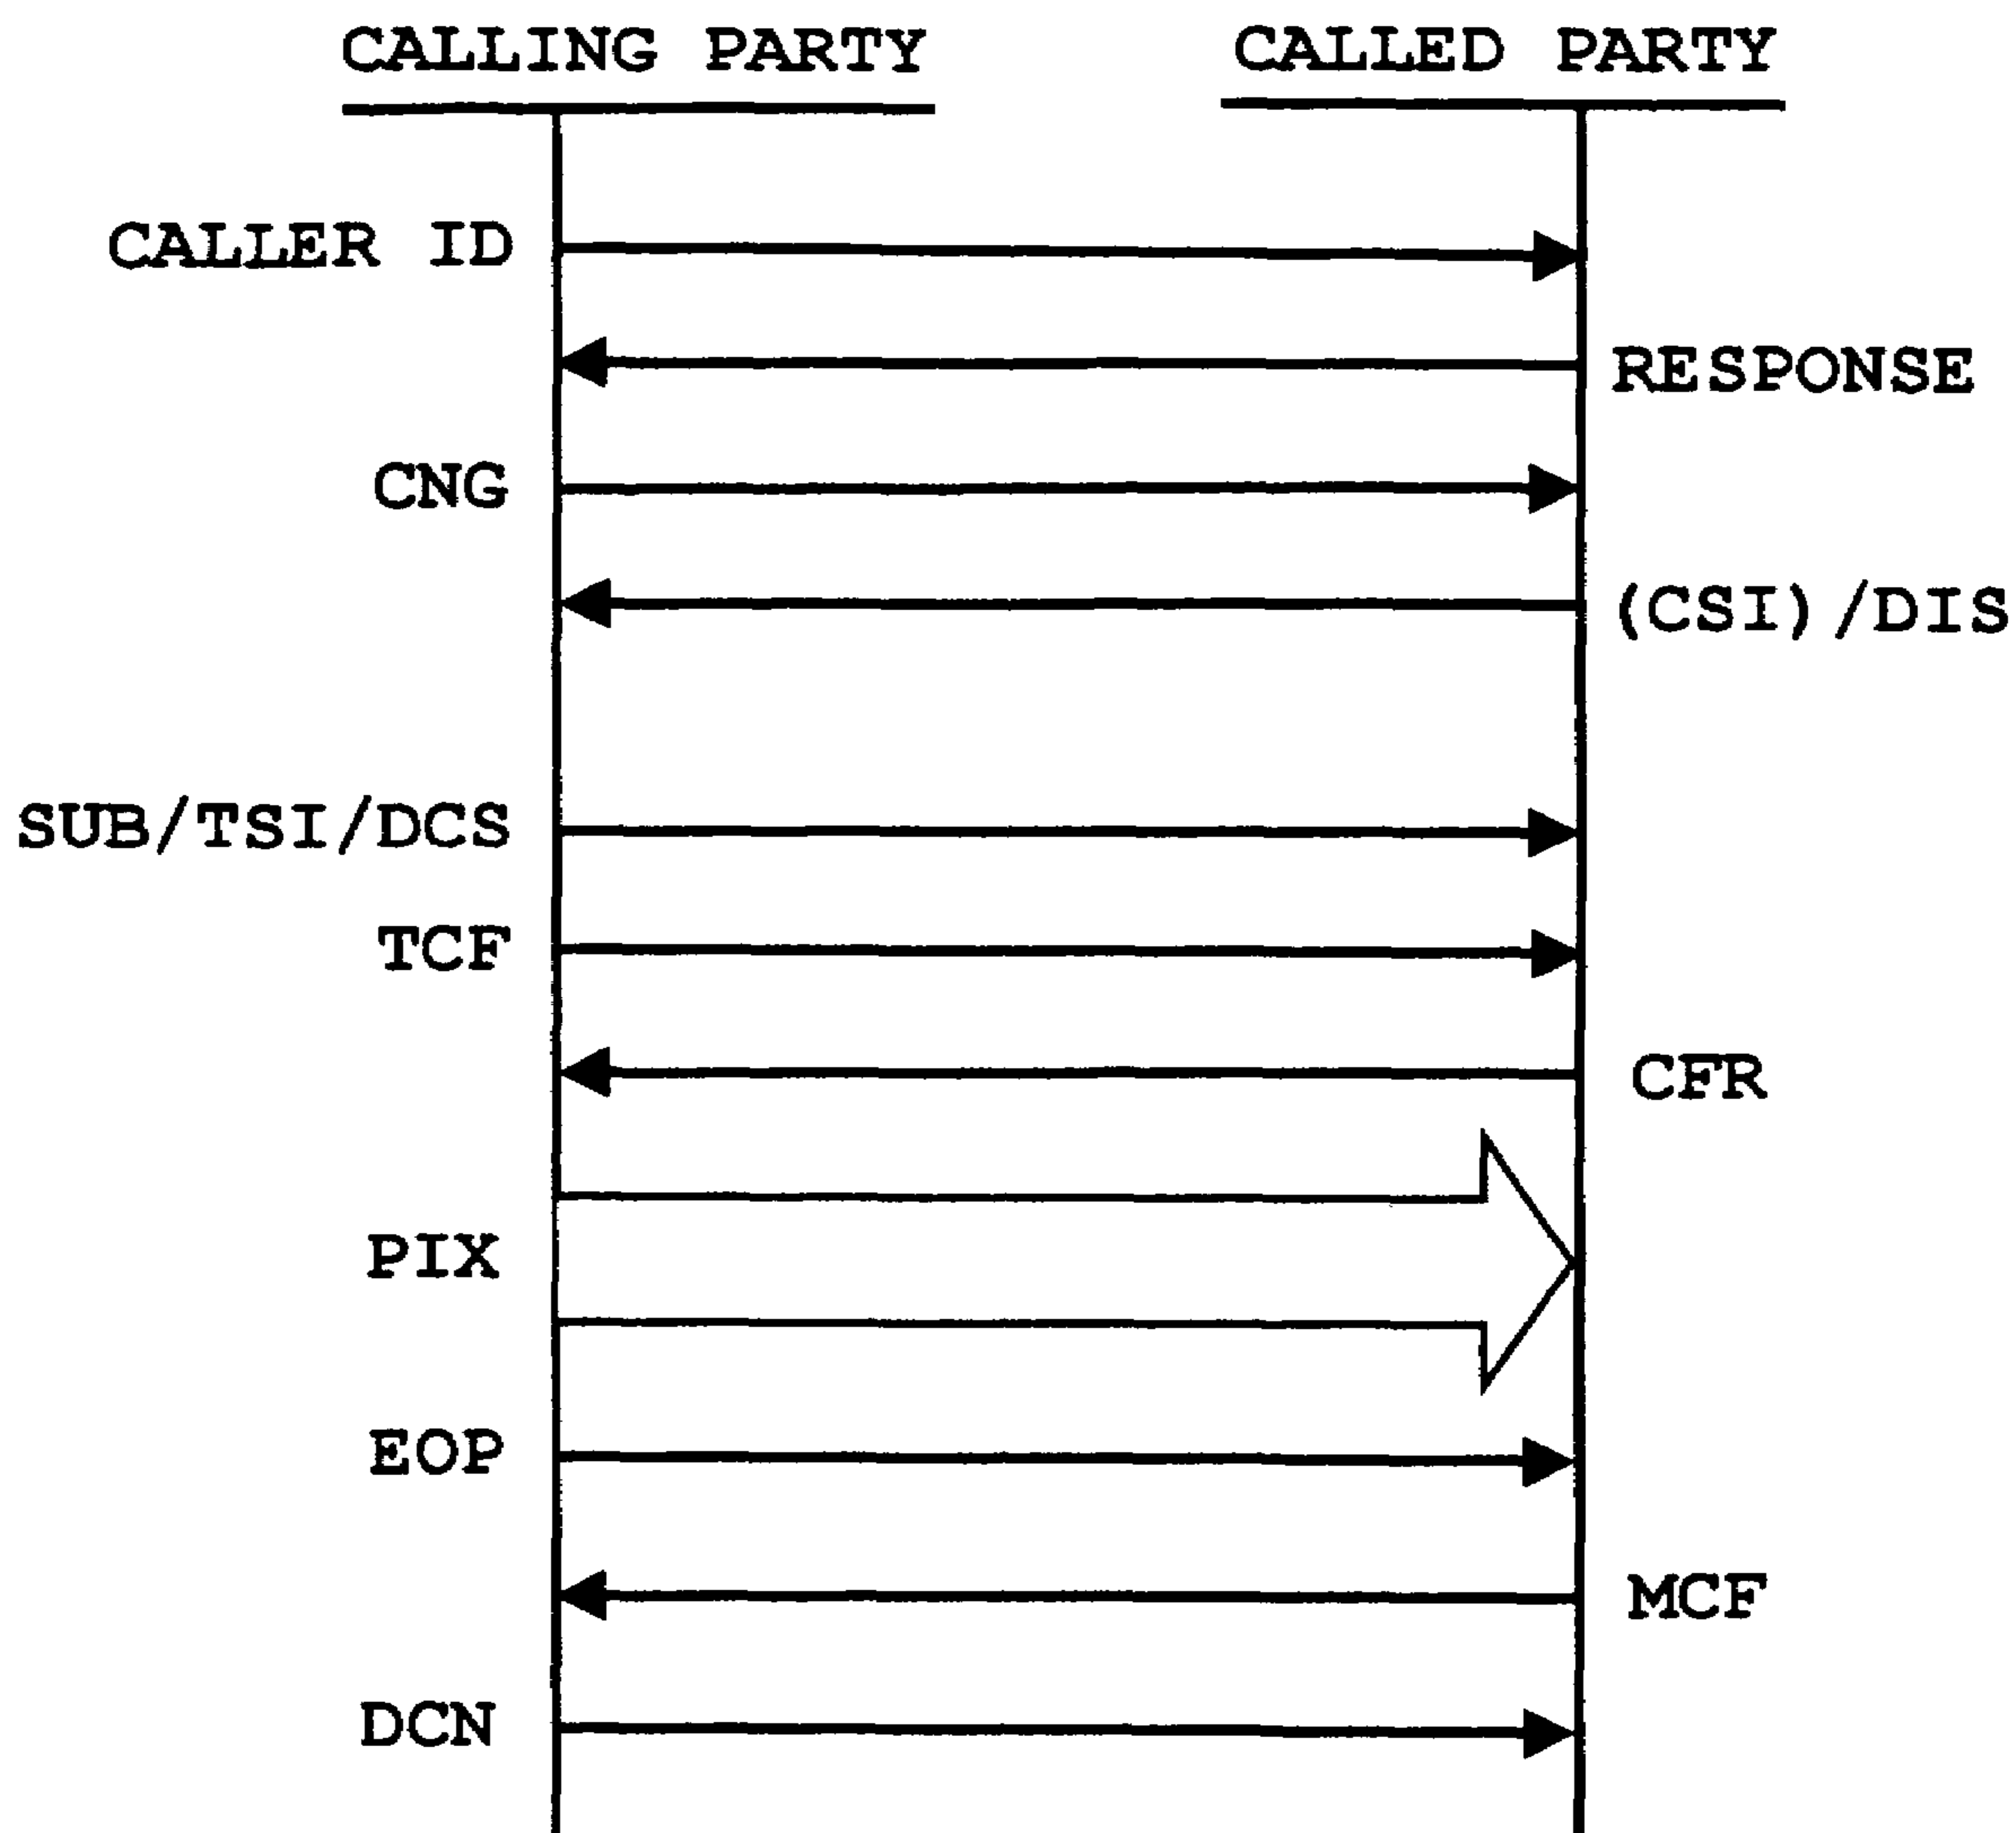 CALLING PARTY
CALLED PARTY
CALLER ID
RESPONSE
CNG
(CSI)/DIS
SUB/TSI/DCS
TCF
CFR
PIX
EOP
MCF
DCN